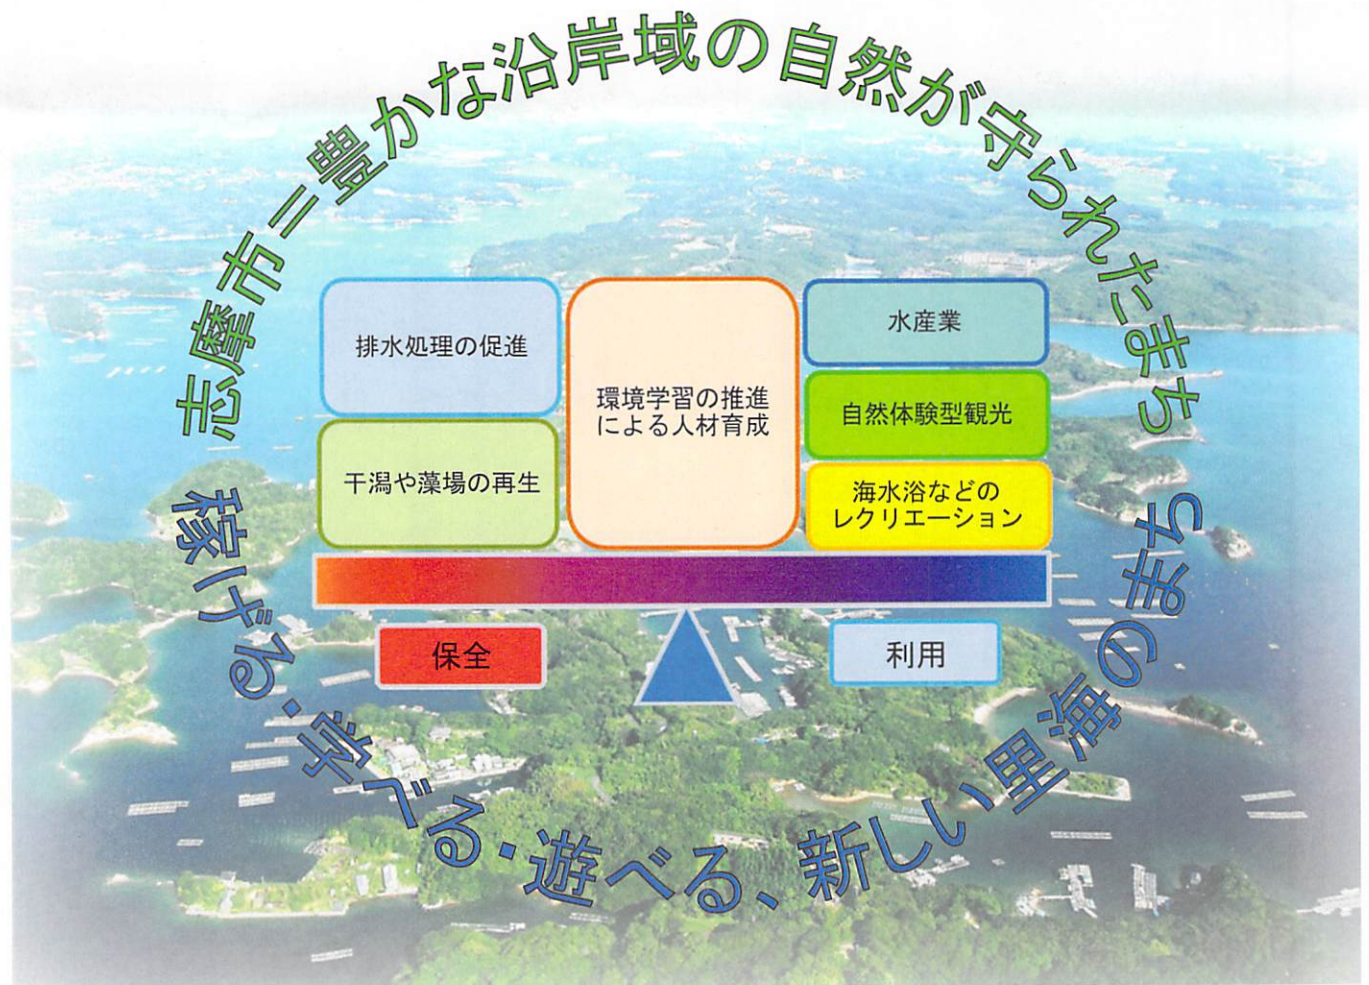 志摩市＝豊かな沿岸域の自然が守られたまち
排水処理の促進
干潟や藻場の再生
環境学習の推進
による人材育成
水産業
自然体験型観光
海水浴などの
レクリエーション
保全
利用
稼げる・学べる・遊べる、新しい里海のまち